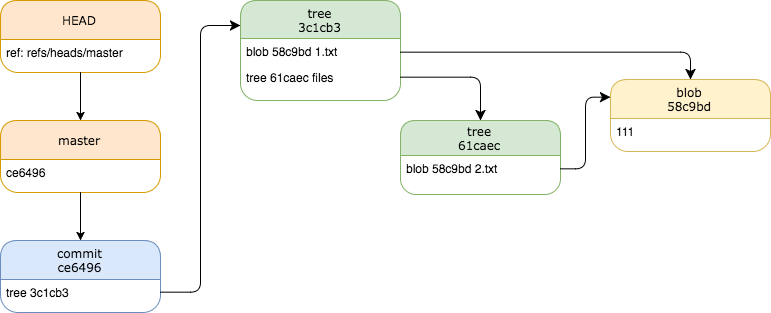 HEAD
ref: refs/heads/master
master
ce6496
commit
ce6496
tree 3c1cb3
tree
3c1cb3
blob 58c9bd 1.txt
tree 61caec files
tree
61caec
blob 58c9bd 2.txt
blob
58c9bd
111